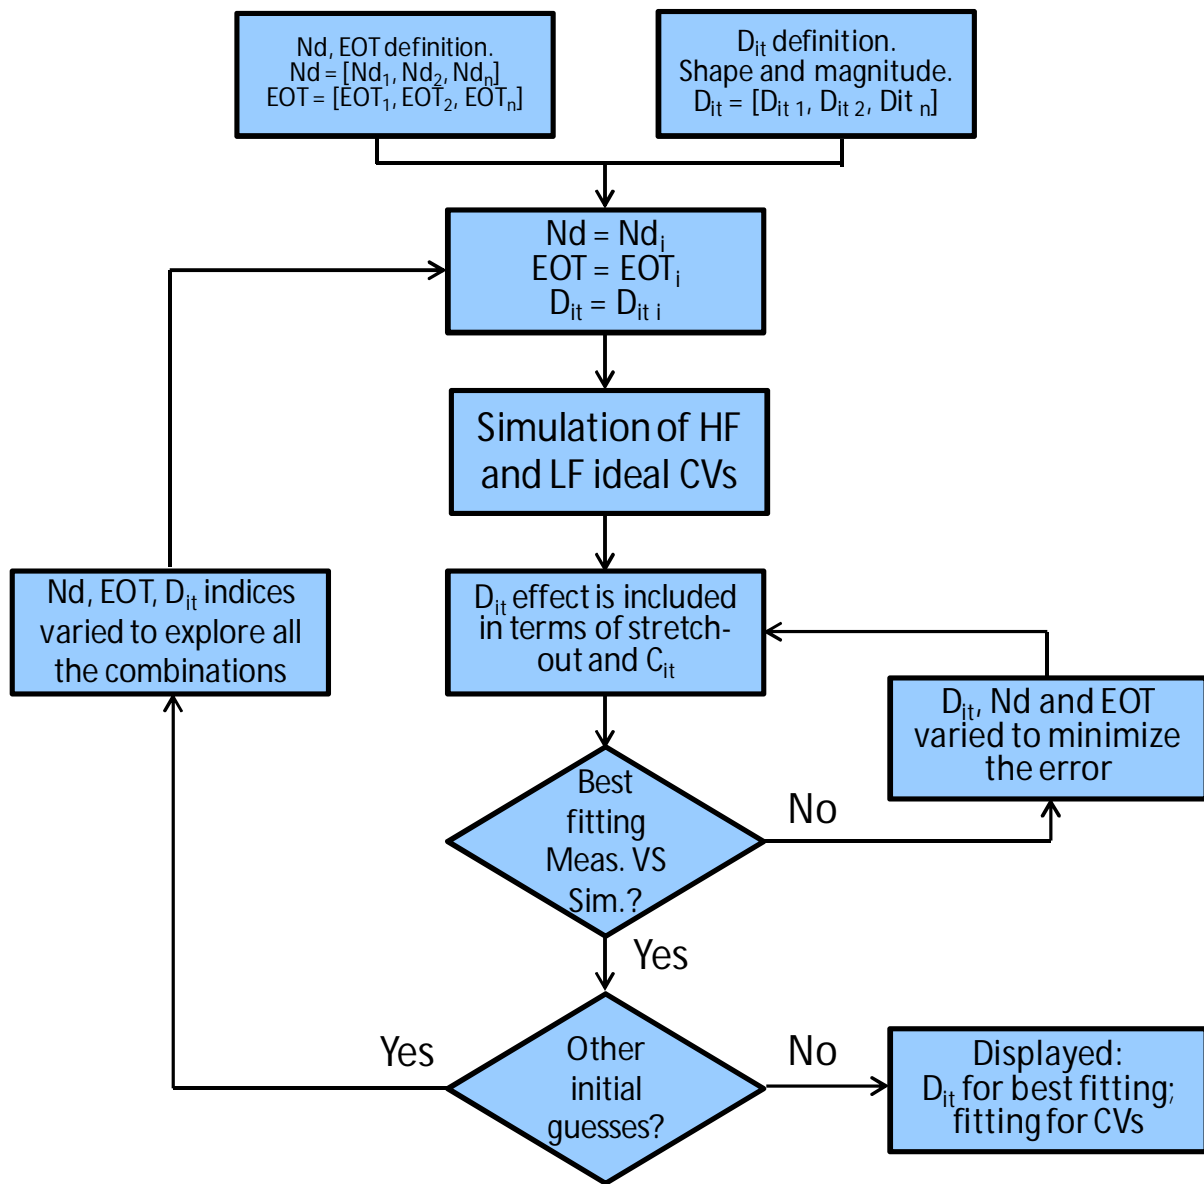 Nd, EOT definition.
Nd = [Nd₁, Nd₂, Ndₙ]
EOT = [EOT₁, EOT₂, EOTₙ]
Dᵢₜ definition.
Shape and magnitude.
Dᵢₜ = [Dᵢₜ ₁, Dᵢₜ ₂, Dit ₙ]
Nd = Ndᵢ
EOT = EOTᵢ
Dᵢₜ = Dᵢₜ ᵢ
Simulation of HF
and LF ideal CVs
Nd, EOT, Dᵢₜ indices
varied to explore all
the combinations
Dᵢₜ effect is included
in terms of stretch-
out and Cᵢₜ
Dᵢₜ, Nd and EOT
varied to minimize
the error
Best
fitting
Meas. VS
Sim.?
No
Yes
Other
initial
guesses?
Yes
No
Displayed:
Dᵢₜ for best fitting;
fitting for CVs